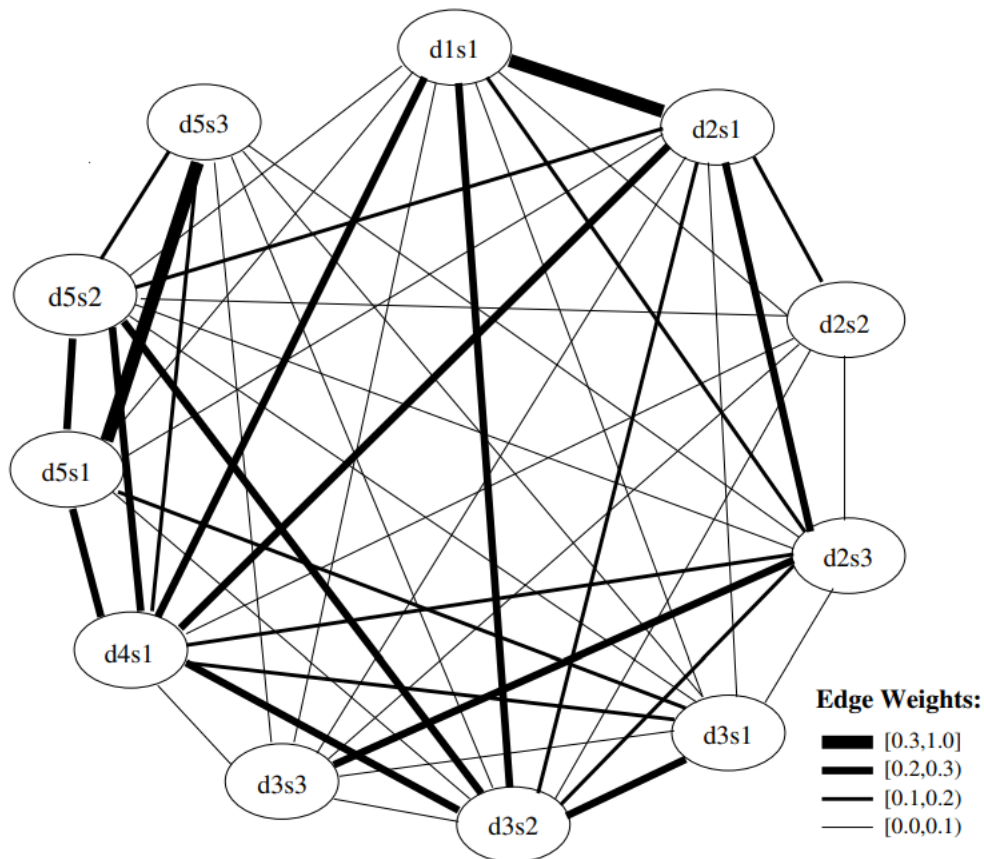 d1s1
d5s3
d2s1
d5s2
d2s2
d5s1
d2s3
d4s1
d3s1
d3s3
d3s2
Edge Weights:
[0.3,1.0]
[0.2,0.3)
[0.1,0.2)
[0.0,0.1)